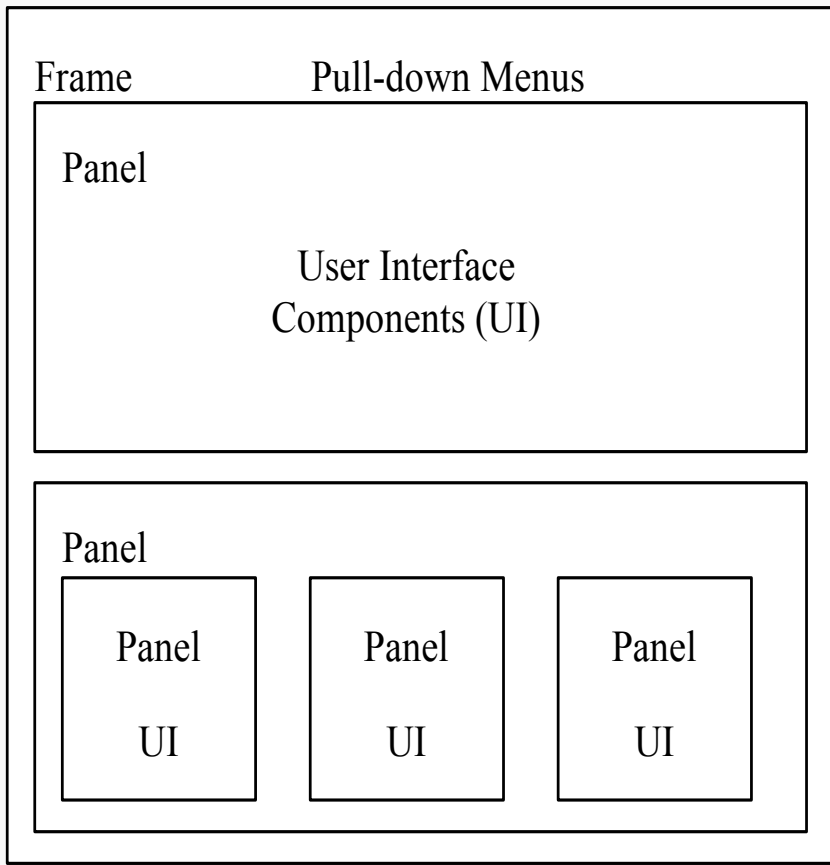 Frame Pull-down Menus
Panel
User Interface
Components (UI)
Panel
Panel Panel Panel
UI UI UI